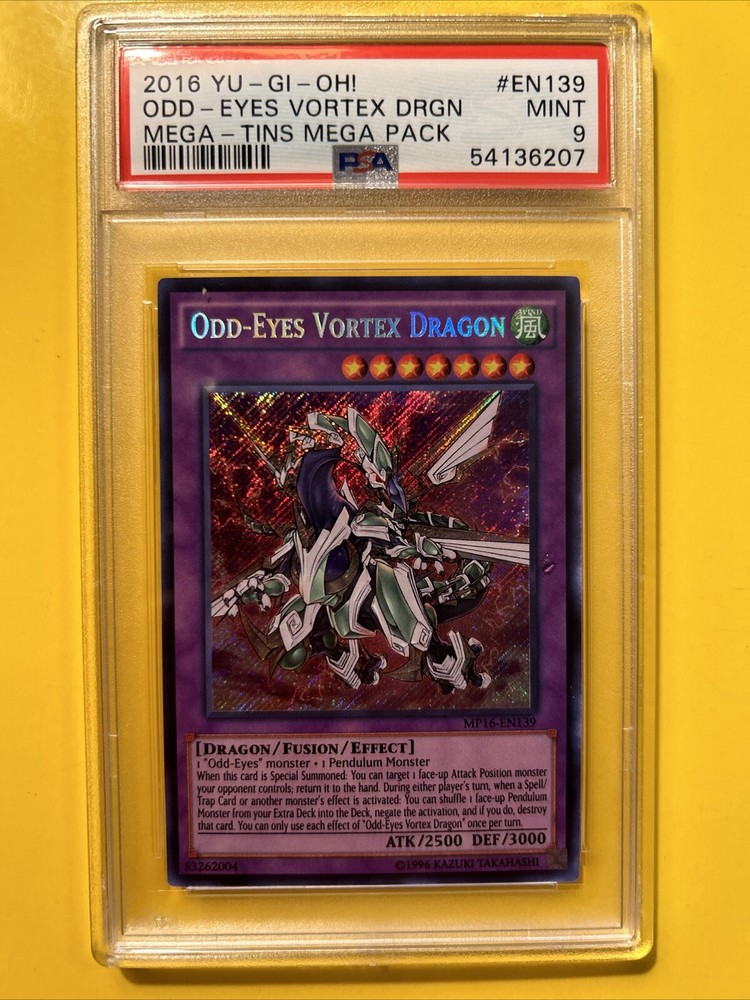 2016 YU-GI-OH! #EN139
ODD-EYES VORTEX DRGN MINT
MEGA-TINS MEGA PACK 9
PSA 54136207
ODD-EYES VORTEX DRAGON WIND 風
MP16-EN139
[DRAGON/FUSION/EFFECT]
1 "Odd-Eyes" monster + 1 Pendulum Monster
When this card is Special Summoned: You can target 1 face-up Attack Position monster
your opponent controls; return it to the hand. During either player's turn, when a Spell/
Trap Card or another monster's effect is activated: You can shuffle 1 face-up Pendulum
Monster from your Extra Deck into the Deck, negate the activation, and if you do, destroy
that card. You can only use each effect of "Odd-Eyes Vortex Dragon" once per turn.
ATK/2500 DEF/3000
53262004 ©1996 KAZUKI TAKAHASHI